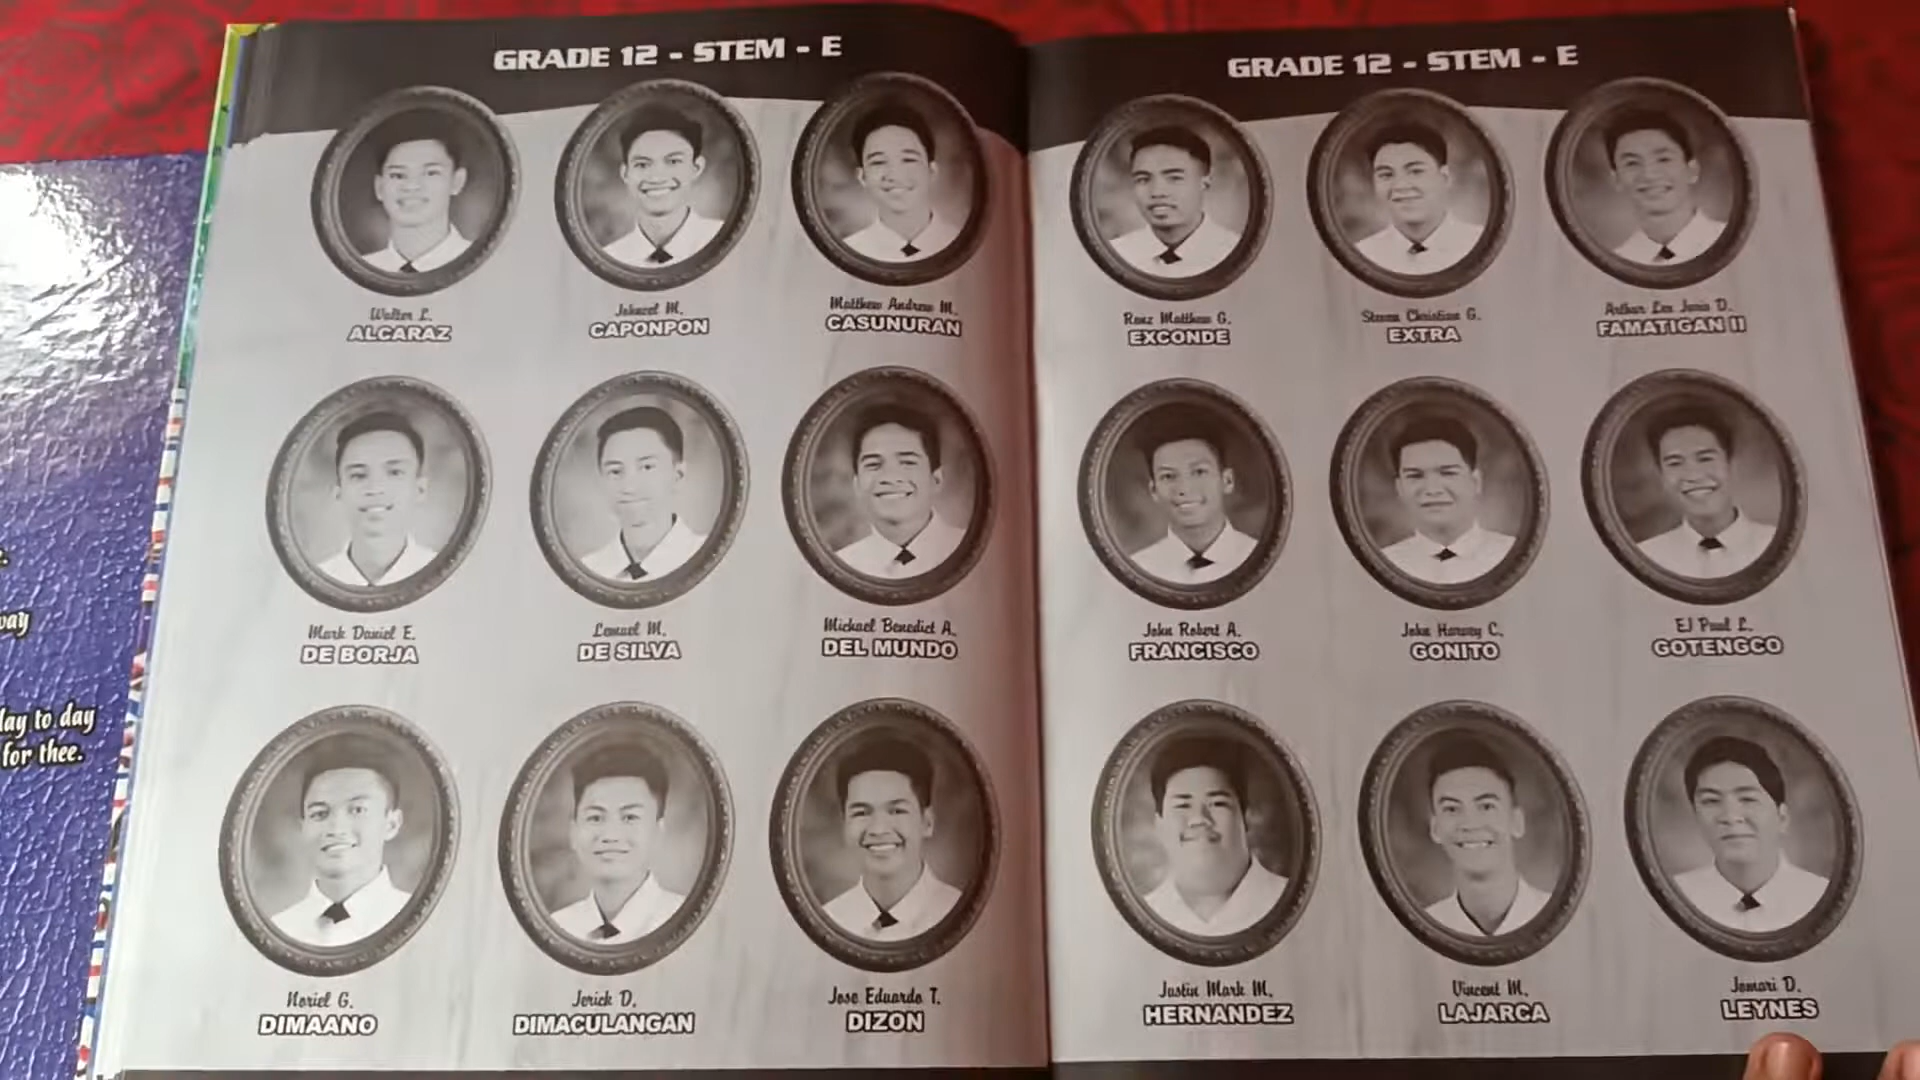 GRADE 12 - STEM - E
Walter L.
ALCARAZ
Johncel M.
CAPONPON
Matthew Andrew M.
CASUNURAN
Mark Daniel E.
DE BORJA
Lemuel M.
DE SILVA
Michael Benedict A.
DEL MUNDO
Noriel G.
DIMAANO
Jerick D.
DIMACULANGAN
Jose Eduardo T.
DIZON
GRADE 12 - STEM - E
Renz Matthew G.
EXCONDE
Steven Christian G.
EXTRA
Arthur Lex D.
FAMATIGAN II
John Robert A.
FRANCISCO
John Harvey C.
GONITO
EJ Paul L.
GOTENGCO
Justin Mark M.
HERNANDEZ
Vincent M.
LAJARCA
Jomari D.
LEYNES
day to day
for thee.